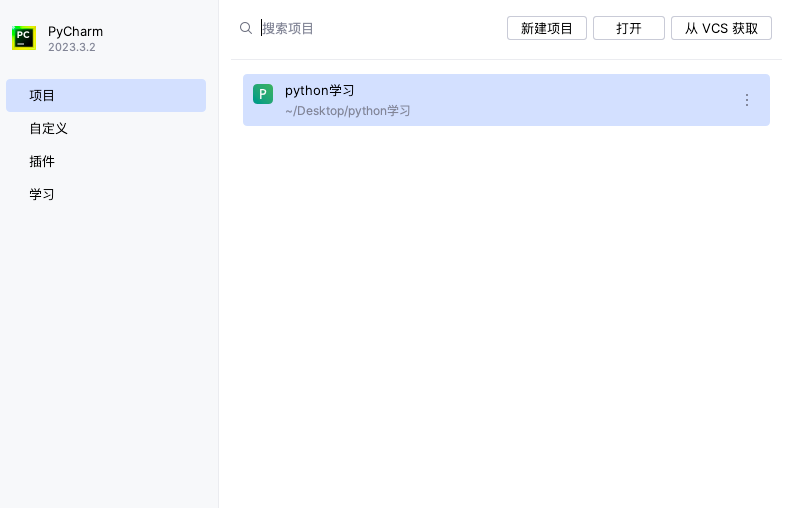 PC
PyCharm
2023.3.2
项目
自定义
插件
学习
搜索项目
新建项目
打开
从 VCS 获取
P
python学习
~/Desktop/python学习